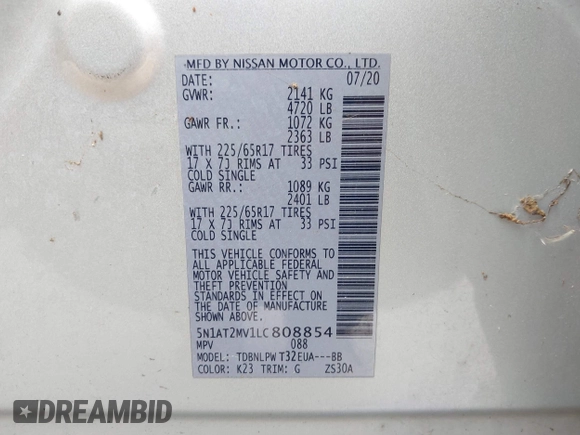 MFD BY NISSAN MOTOR CO., LTD.
DATE: 07/20
GVWR: 2141 KG
4720 LB
GAWR FR.: 1072 KG
2363 LB
WITH 225/65R17 TIRES
17 X 7J RIMS AT 33 PSI
COLD SINGLE
GAWR RR.: 1089 KG
2401 LB
WITH 225/65R17 TIRES
17 X 7J RIMS AT 33 PSI
COLD SINGLE
THIS VEHICLE CONFORMS TO
ALL APPLICABLE FEDERAL
MOTOR VEHICLE SAFETY AND
THEFT PREVENTION
STANDARDS IN EFFECT ON
THE DATE OF MANUFACTURE
SHOWN ABOVE.
5N1AT2MV1LC808854
MPV 088
MODEL: TDBNLPW T32EUA---BB
COLOR: K23 TRIM: G ZS30A
DREAMBID